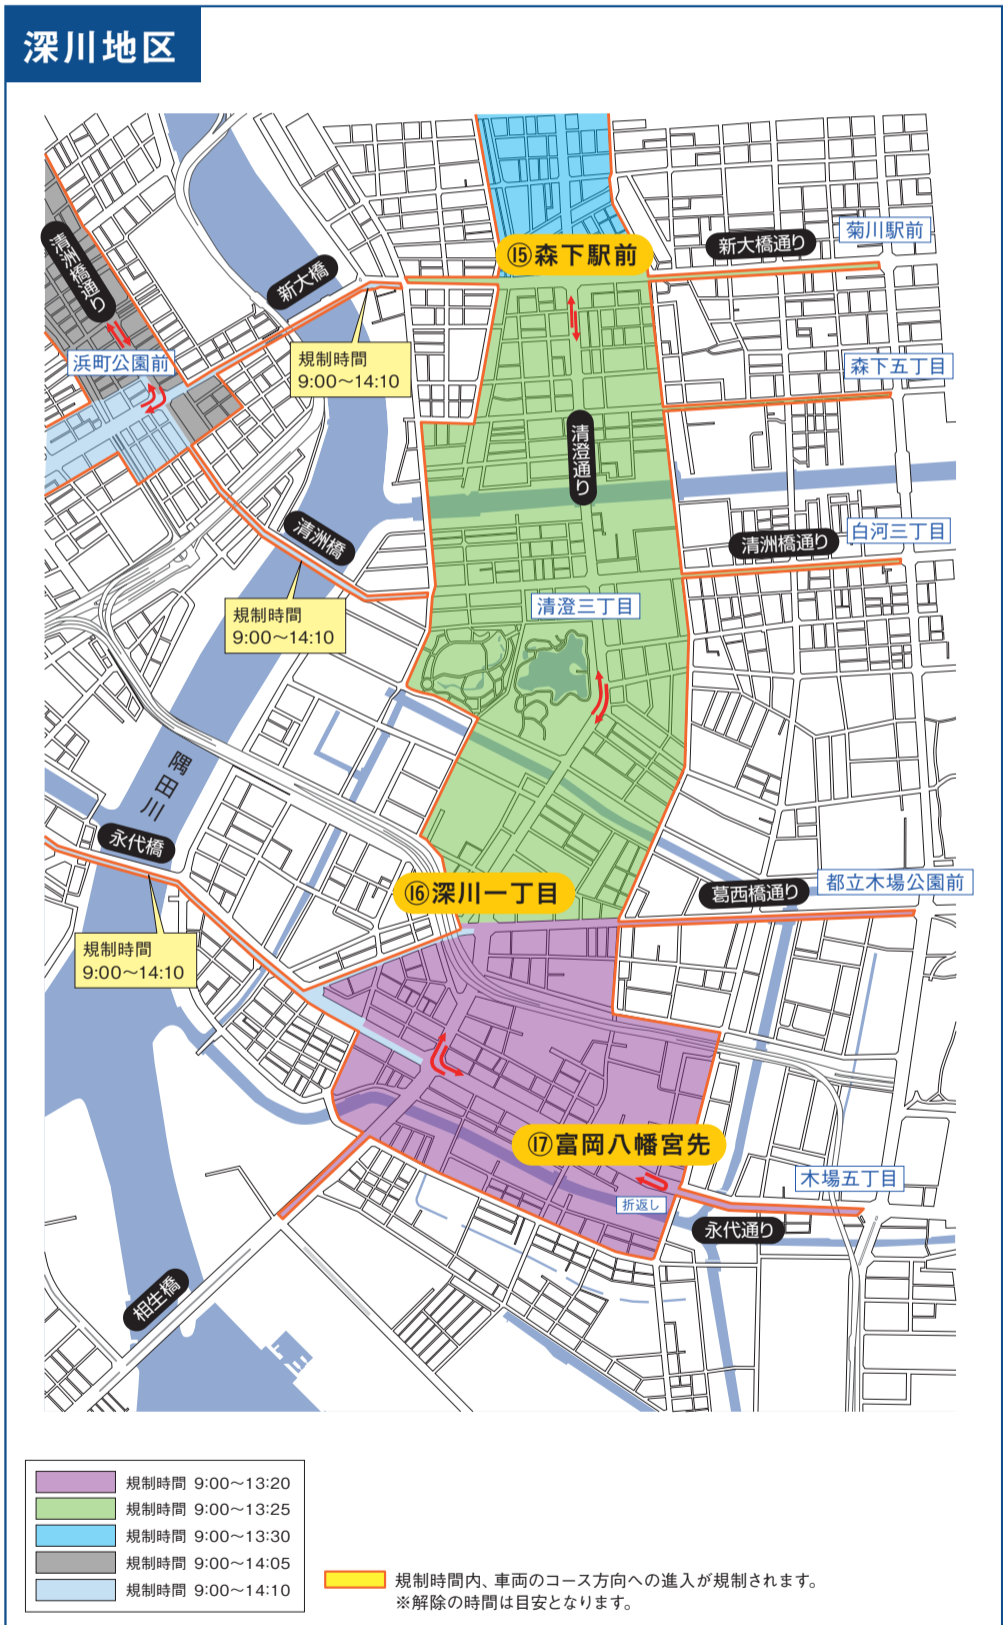 深川地区
菊川駅前
新大橋通り
⑮森下駅前
清洲橋通り
新大橋
浜町公園前
規制時間
9:00〜14:10
森下五丁目
清澄通り
清洲橋
白河三丁目
清洲橋通り
規制時間
9:00〜14:10
清澄三丁目
隅田川
永代橋
⑯深川一丁目
葛西橋通り
都立木場公園前
規制時間
9:00〜14:10
⑰富岡八幡宮先
木場五丁目
折返し
永代通り
相生橋
規制時間 9:00〜13:20
規制時間 9:00〜13:25
規制時間 9:00〜13:30
規制時間 9:00〜14:05
規制時間 9:00〜14:10
規制時間内、車両のコース方向への進入が規制されます。
※解除の時間は目安となります。